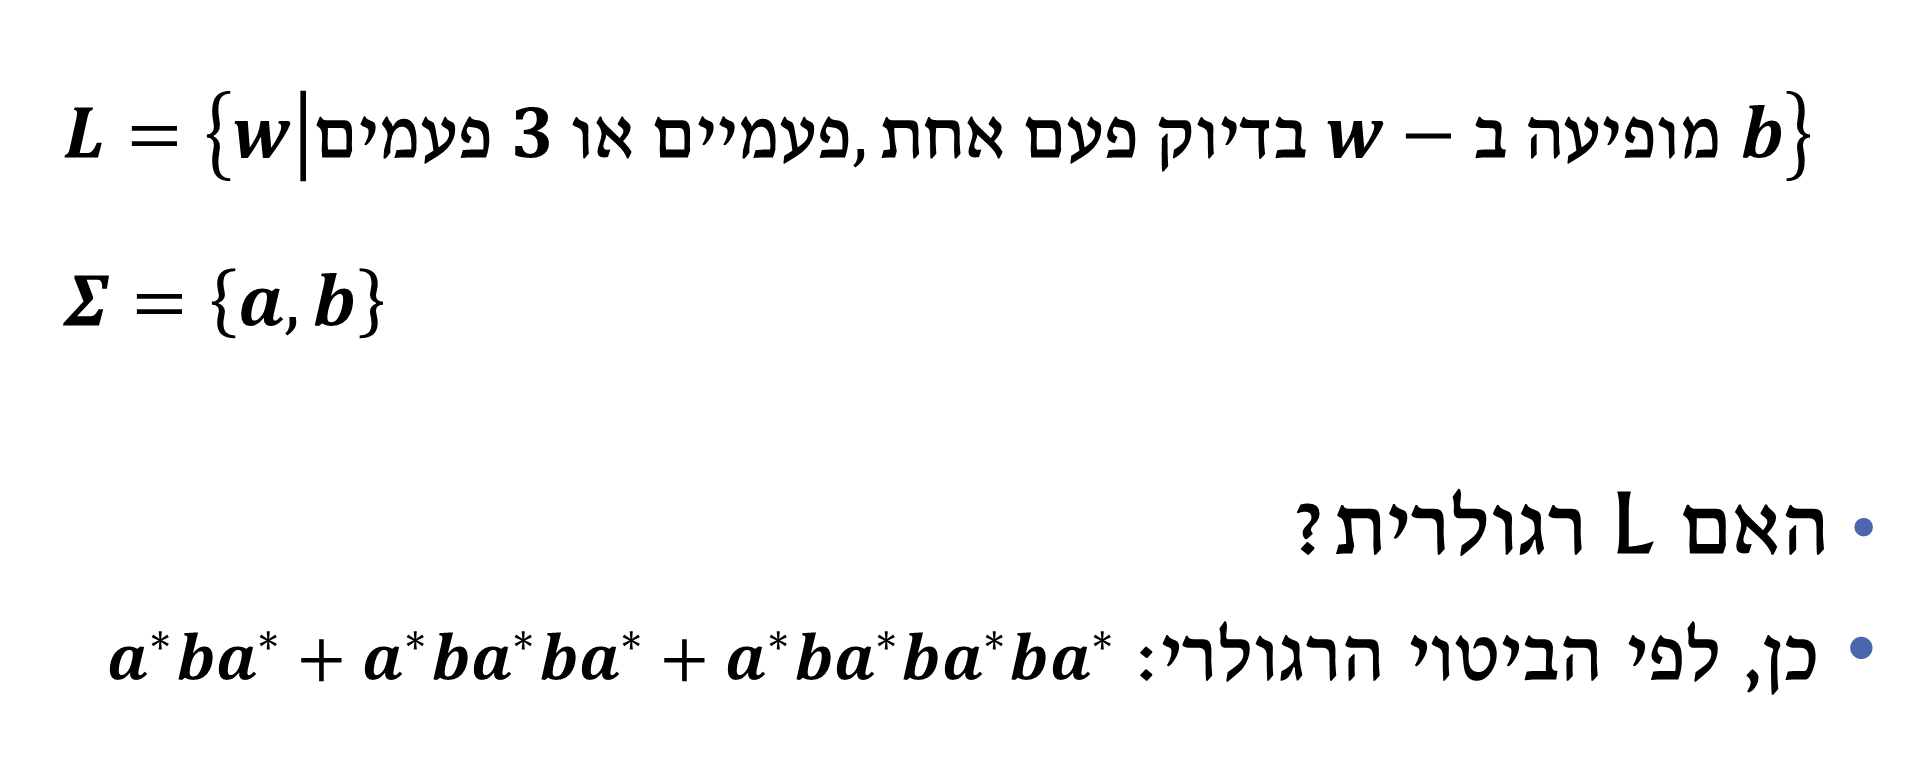 L = {w|b מופיעה ב − w בדיוק פעם אחת, פעמיים או 3 פעמים}
Σ = {a, b}
• האם L רגולרית?
• כן, לפי הביטוי הרגולרי: a*ba* + a*ba*ba* + a*ba*ba*ba*